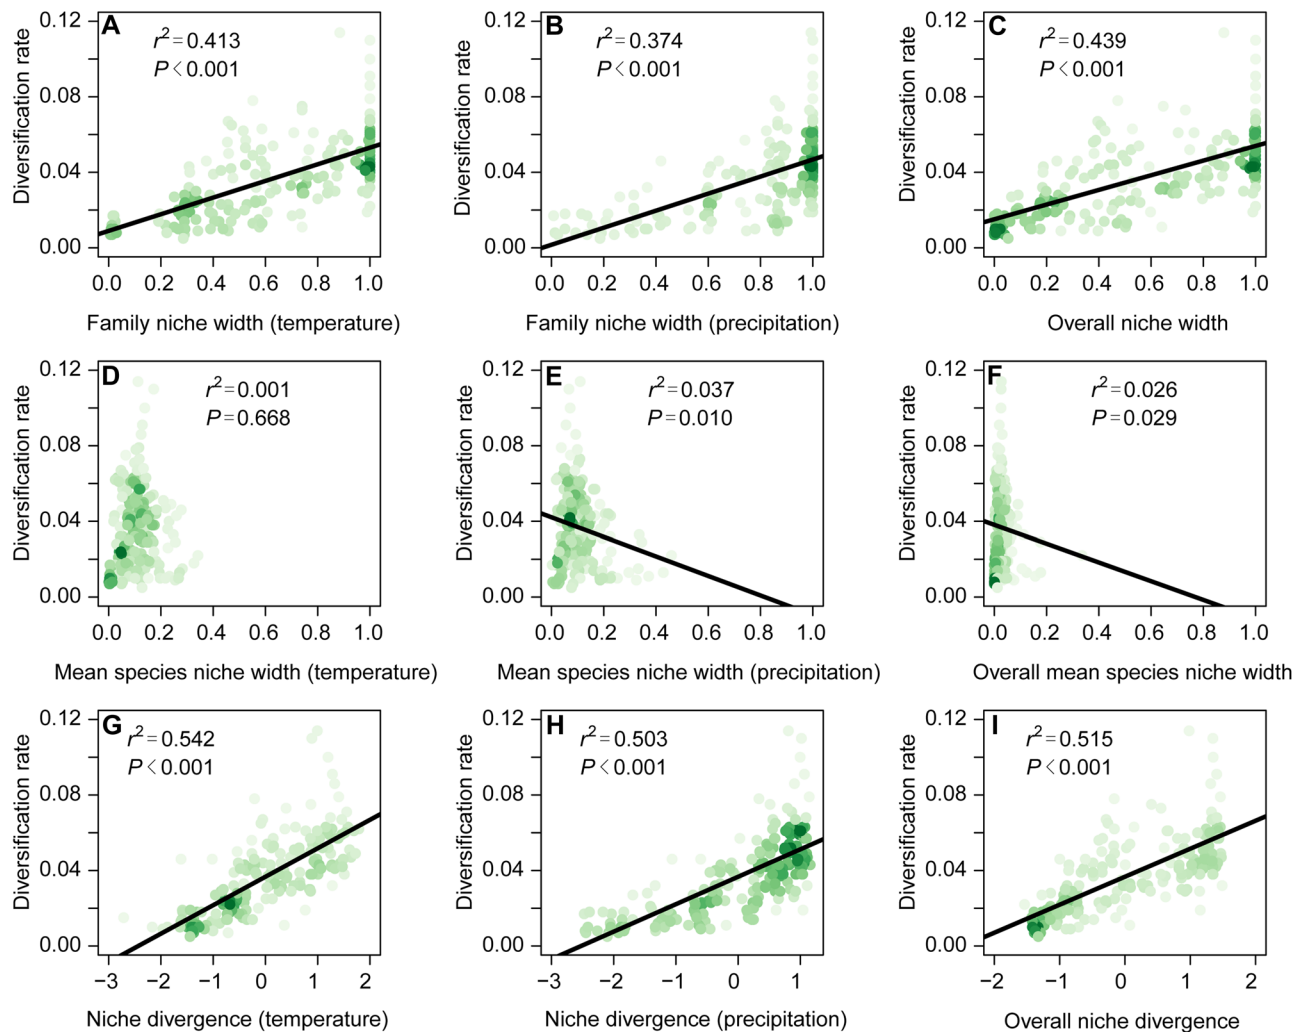 A
r² = 0.413
P < 0.001
Diversification rate
0.12
0.08
0.04
0.00
0.0 0.2 0.4 0.6 0.8 1.0
Family niche width (temperature)
B
r² = 0.374
P < 0.001
Diversification rate
0.12
0.08
0.04
0.00
0.0 0.2 0.4 0.6 0.8 1.0
Family niche width (precipitation)
C
r² = 0.439
P < 0.001
Diversification rate
0.12
0.08
0.04
0.00
0.0 0.2 0.4 0.6 0.8 1.0
Overall niche width
D
r² = 0.001
P = 0.668
Diversification rate
0.12
0.08
0.04
0.00
0.0 0.2 0.4 0.6 0.8 1.0
Mean species niche width (temperature)
E
r² = 0.037
P = 0.010
Diversification rate
0.12
0.08
0.04
0.00
0.0 0.2 0.4 0.6 0.8 1.0
Mean species niche width (precipitation)
F
r² = 0.026
P = 0.029
Diversification rate
0.12
0.08
0.04
0.00
0.0 0.2 0.4 0.6 0.8 1.0
Overall mean species niche width
G
r² = 0.542
P < 0.001
Diversification rate
0.12
0.08
0.04
0.00
−3 −2 −1 0 1 2
Niche divergence (temperature)
H
r² = 0.503
P < 0.001
Diversification rate
0.12
0.08
0.04
0.00
−3 −2 −1 0 1
Niche divergence (precipitation)
I
r² = 0.515
P < 0.001
Diversification rate
0.12
0.08
0.04
0.00
−2 −1 0 1 2
Overall niche divergence